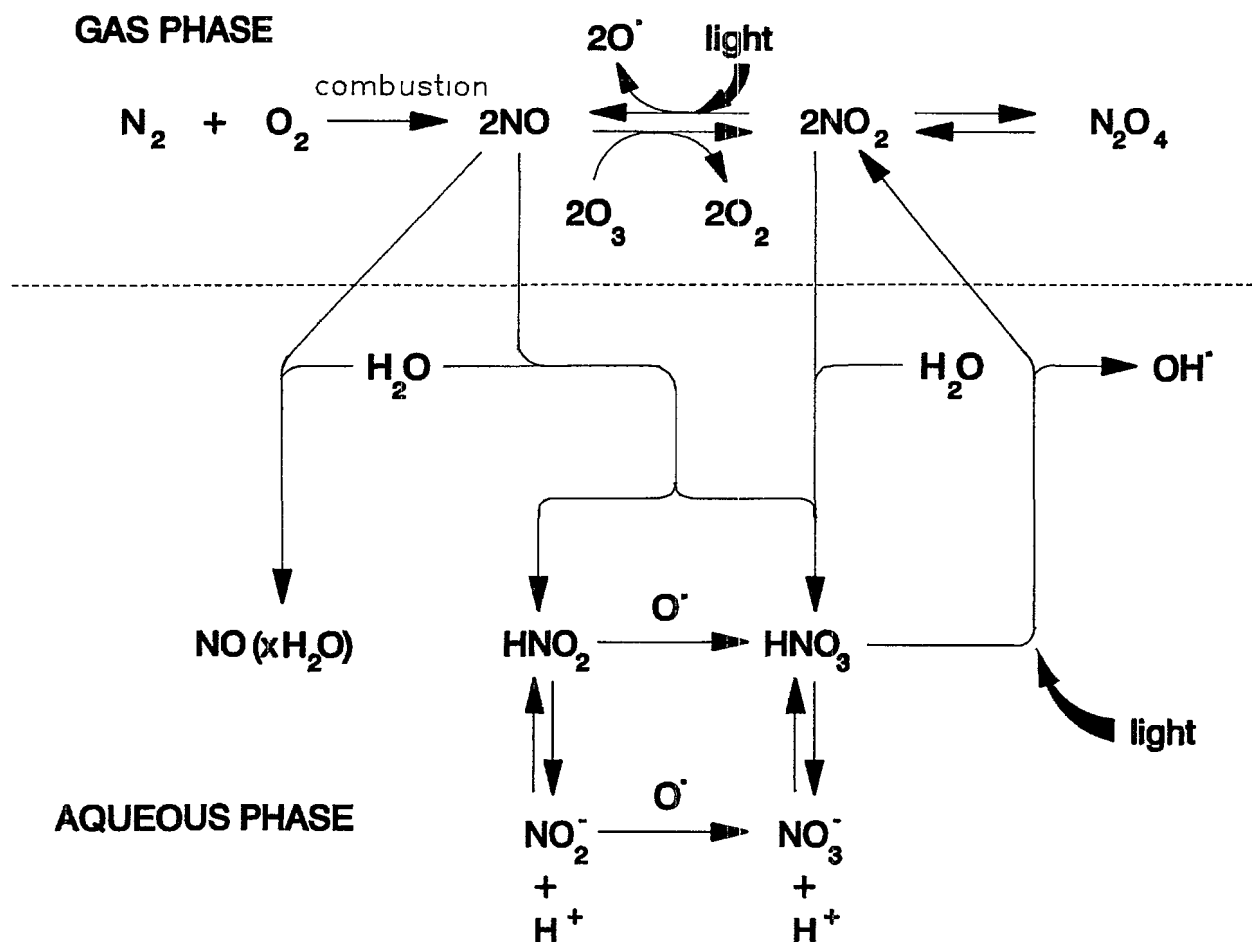 GAS PHASE
2O• light
combustion
N2 + O2 2NO 2NO2 N2O4
2O3 2O2
H2O H2O OH•
O•
NO (xH2O) HNO2 HNO3
light
O•
AQUEOUS PHASE
NO2- NO3-
+ +
H+ H+